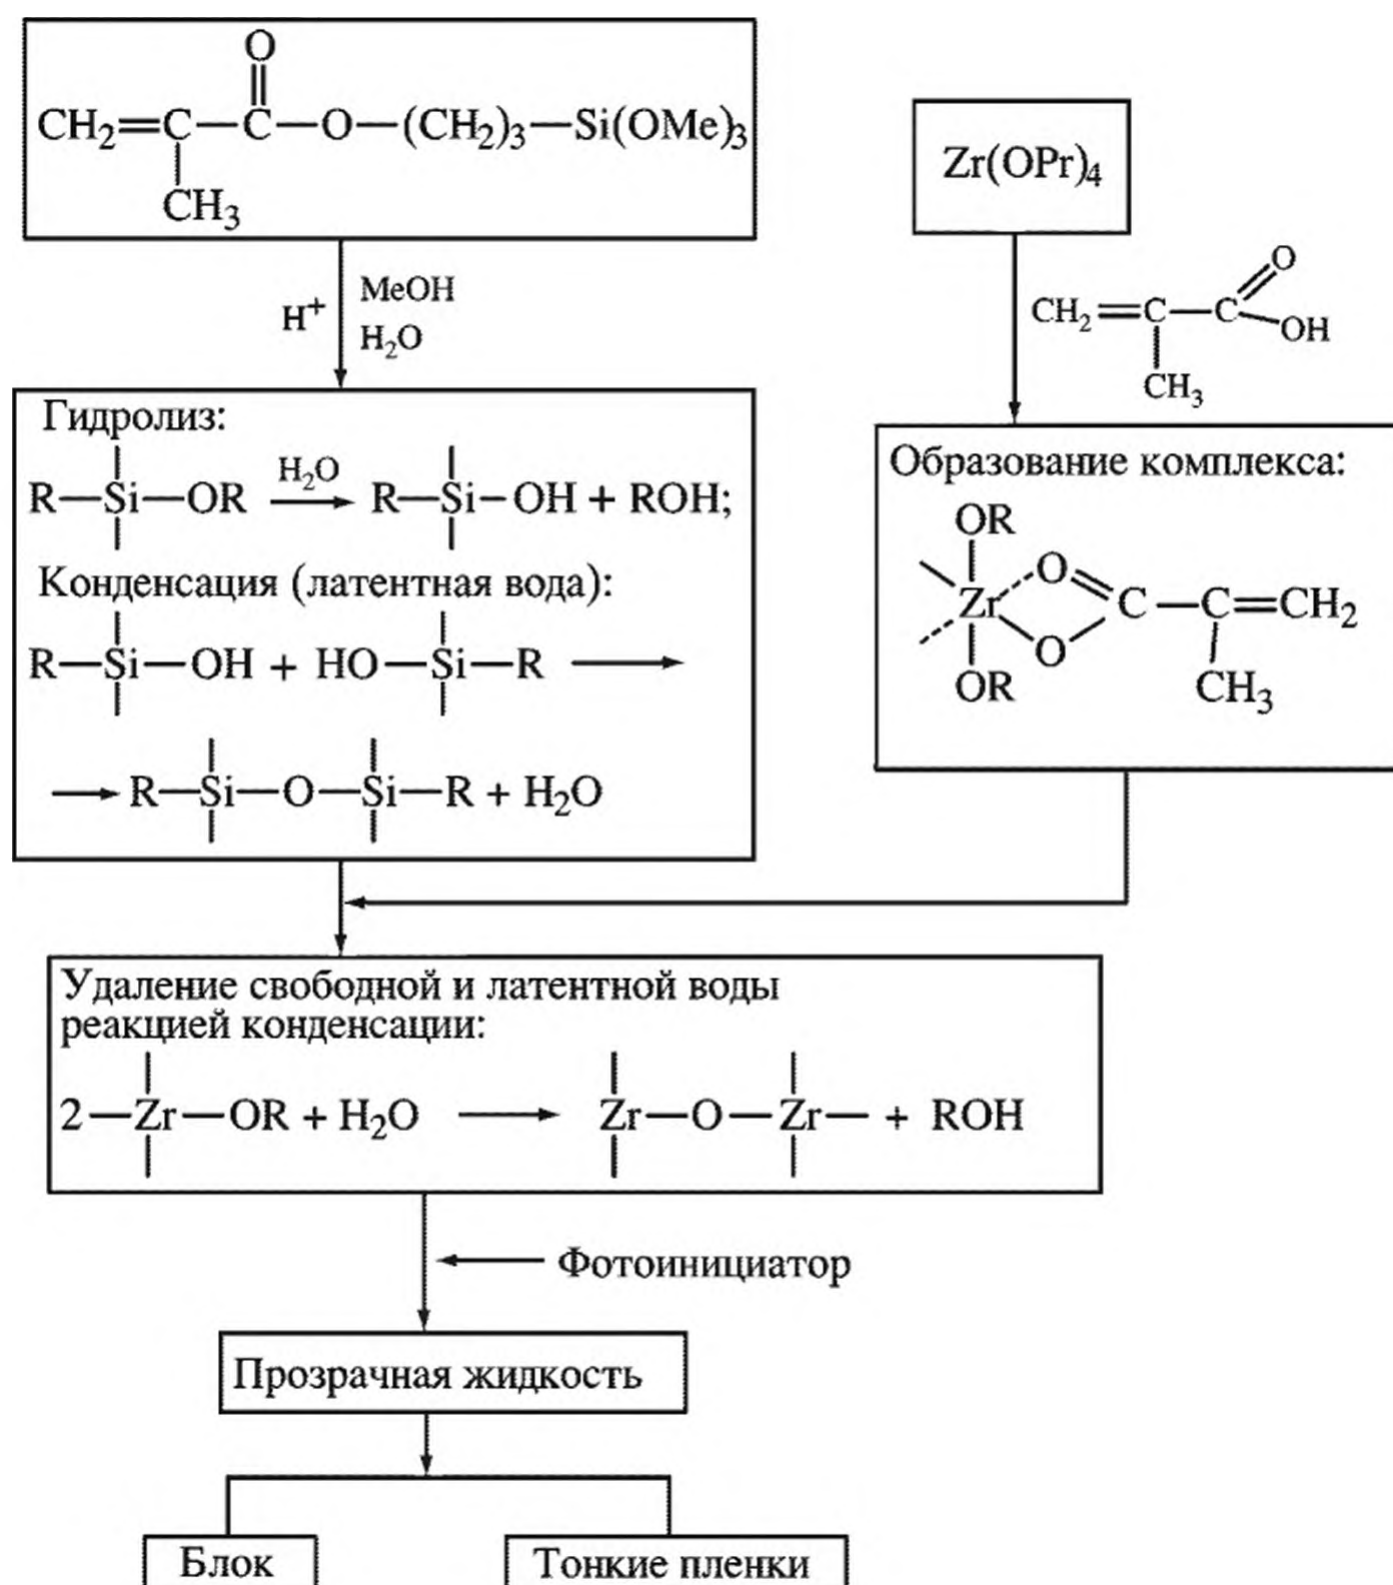 O
CH₂=C—C—O—(CH₂)₃—Si(OMe)₃
CH₃
Zr(OPr)₄
H⁺
MeOH
H₂O
O
CH₂=C—C
OH
CH₃
Гидролиз:
R—Si—OR
H₂O
R—Si—OH + ROH;
Конденсация (латентная вода):
R—Si—OH + HO—Si—R →
→ R—Si—O—Si—R + H₂O
Образование комплекса:
OR
O
Zr
C—C=CH₂
O
OR
CH₃
Удаление свободной и латентной воды
реакцией конденсации:
2—Zr—OR + H₂O → Zr—O—Zr— + ROH
Фотоинициатор
Прозрачная жидкость
Блок
Тонкие пленки